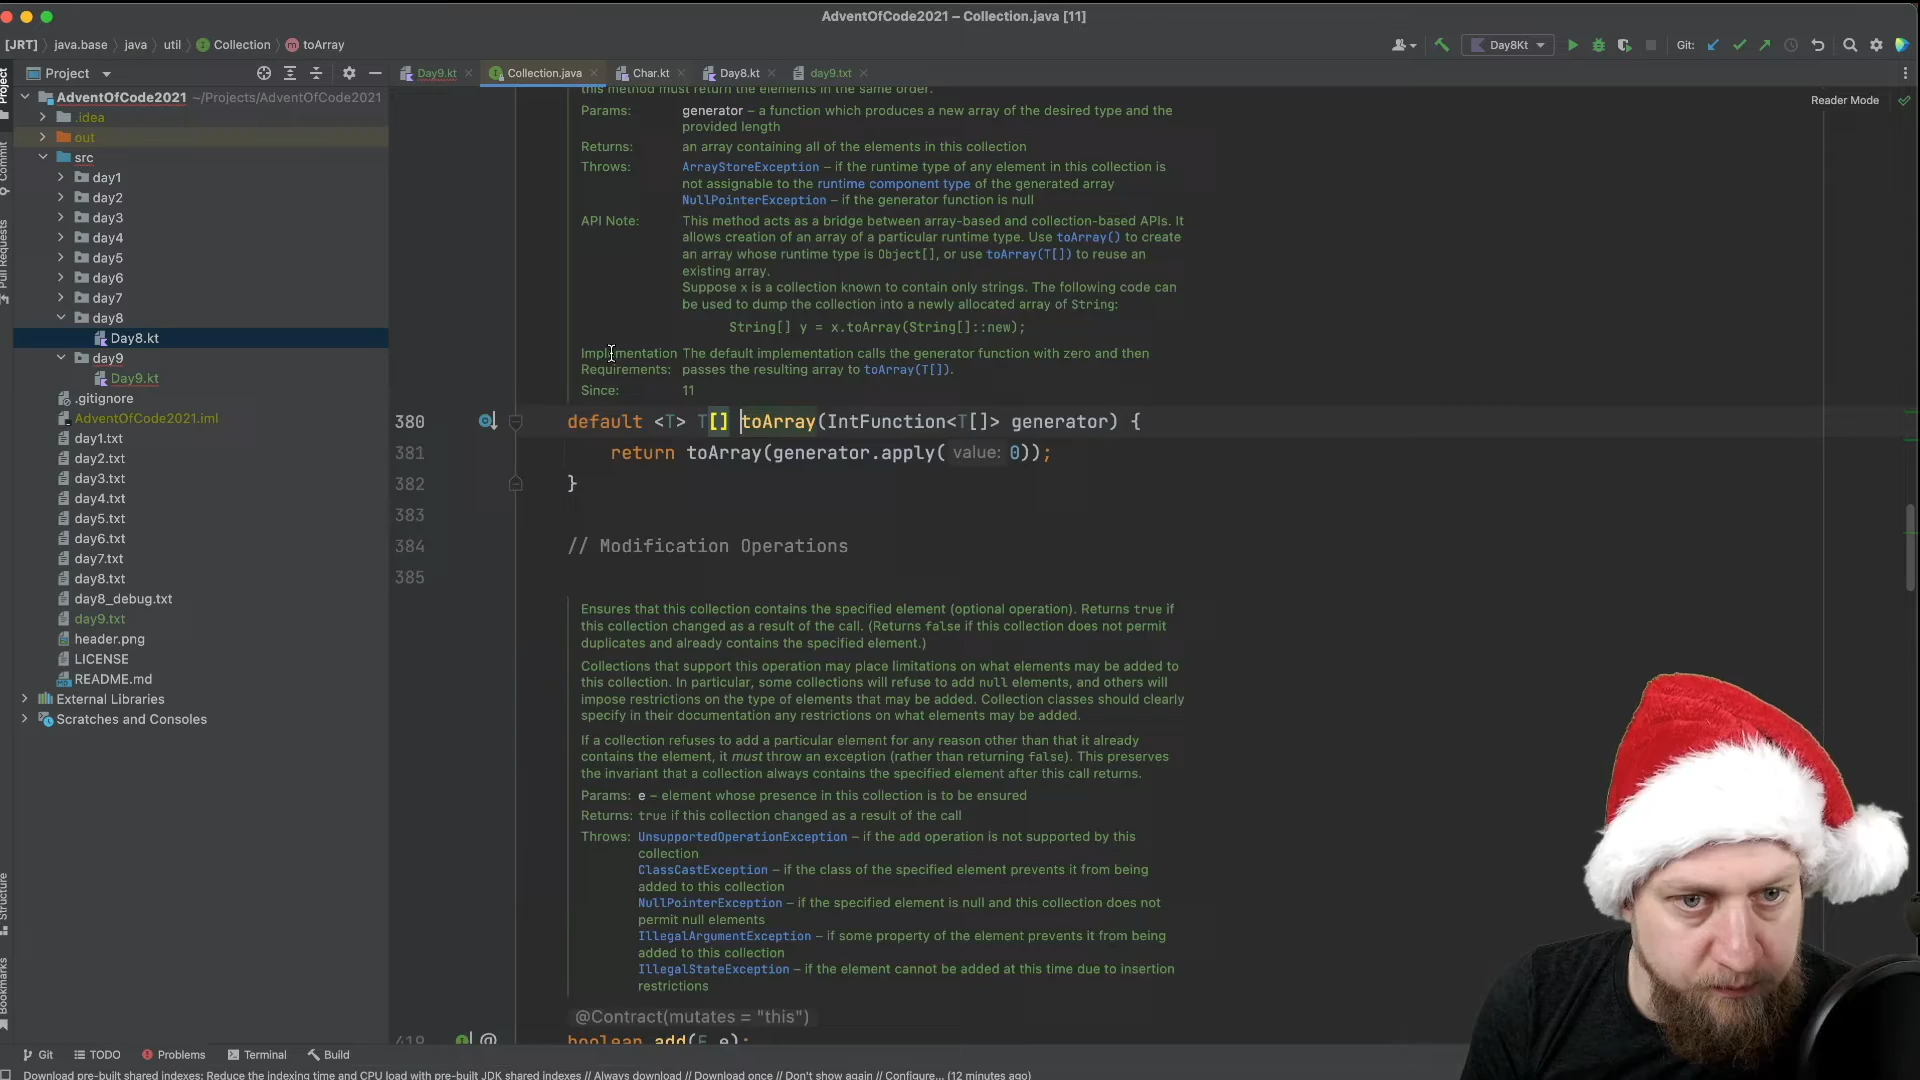 AdventOfCode2021 – Collection.java [11]
[JRT] java.base java util Collection toArray
Day8Kt
Git:
Project
Day9.kt
Collection.java
Char.kt
Day8.kt
day9.txt
Reader Mode
AdventOfCode2021 ~/Projects/AdventOfCode2021
.idea
out
src
day1
day2
day3
day4
day5
day6
day7
day8
Day8.kt
day9
Day9.kt
.gitignore
AdventOfCode2021.iml
day1.txt
day2.txt
day3.txt
day4.txt
day5.txt
day6.txt
day7.txt
day8.txt
day8_debug.txt
day9.txt
header.png
LICENSE
README.md
External Libraries
Scratches and Consoles
Project
Commit
Pull Requests
Structure
Bookmarks
this method must return the elements in the same order.
Params: generator – a function which produces a new array of the desired type and the
provided length
Returns: an array containing all of the elements in this collection
Throws: ArrayStoreException – if the runtime type of any element in this collection is
not assignable to the runtime component type of the generated array
NullPointerException – if the generator function is null
API Note: This method acts as a bridge between array-based and collection-based APIs. It
allows creation of an array of a particular runtime type. Use toArray() to create
an array whose runtime type is Object[], or use toArray(T[]) to reuse an
existing array.
Suppose x is a collection known to contain only strings. The following code can
be used to dump the collection into a newly allocated array of String:
String[] y = x.toArray(String[]::new);
Implementation The default implementation calls the generator function with zero and then
Requirements: passes the resulting array to toArray(T[]).
Since: 11
380 default <T> T[] toArray(IntFunction<T[]> generator) {
381 return toArray(generator.apply( value: 0));
382 }
383
384 // Modification Operations
385
Ensures that this collection contains the specified element (optional operation). Returns true if
this collection changed as a result of the call. (Returns false if this collection does not permit
duplicates and already contains the specified element.)
Collections that support this operation may place limitations on what elements may be added to
this collection. In particular, some collections will refuse to add null elements, and others will
impose restrictions on the type of elements that may be added. Collection classes should clearly
specify in their documentation any restrictions on what elements may be added.
If a collection refuses to add a particular element for any reason other than that it already
contains the element, it must throw an exception (rather than returning false). This preserves
the invariant that a collection always contains the specified element after this call returns.
Params: e – element whose presence in this collection is to be ensured
Returns: true if this collection changed as a result of the call
Throws: UnsupportedOperationException – if the add operation is not supported by this
collection
ClassCastException – if the class of the specified element prevents it from being
added to this collection
NullPointerException – if the specified element is null and this collection does not
permit null elements
IllegalArgumentException – if some property of the element prevents it from being
added to this collection
IllegalStateException – if the element cannot be added at this time due to insertion
restrictions
@Contract(mutates = "this")
419 boolean add(E e);
Git TODO Problems Terminal Build
Download pre-built shared indexes: Reduce the indexing time and CPU load with pre-built JDK shared indexes // Always download // Download once // Don't show again // Configure... (12 minutes ago)